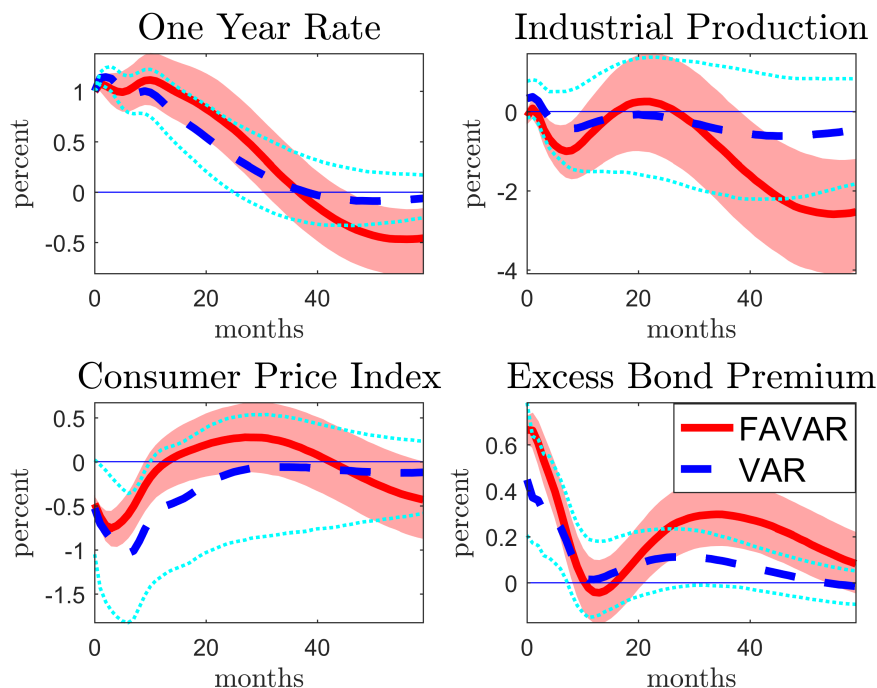 One Year Rate
Industrial Production
percent
1
0.5
0
-0.5
0
20
40
months
percent
0
-2
-4
0
20
40
months
Consumer Price Index
Excess Bond Premium
percent
0.5
0
-0.5
-1
-1.5
0
20
40
months
percent
0.6
0.4
0.2
0
0
20
40
months
FAVAR
VAR